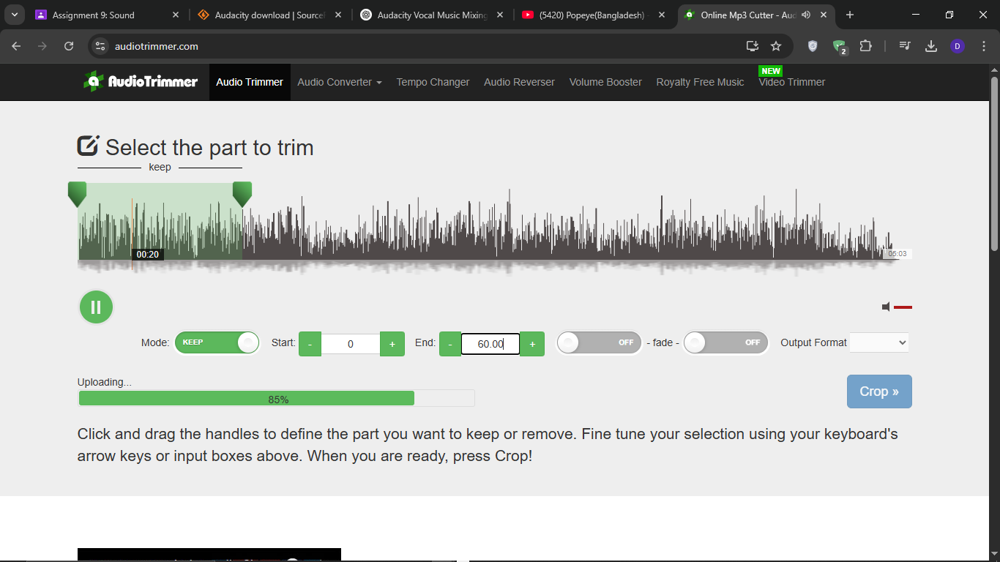 Assignment 9: Sound
Audacity download | Source
Audacity Vocal Music Mixing
(5420) Popeye(Bangladesh) -
Online Mp3 Cutter - Aud
audiotrimmer.com
2
D
a AudioTrimmer
Audio Trimmer
Audio Converter
Tempo Changer
Audio Reverser
Volume Booster
Royalty Free Music
NEW
Video Trimmer
Select the part to trim
keep
00:20
05:03
Mode: KEEP Start: - 0 + End: - 60.00 + OFF - fade - OFF Output Format
Uploading...
85%
Crop »
Click and drag the handles to define the part you want to keep or remove. Fine tune your selection using your keyboard's
arrow keys or input boxes above. When you are ready, press Crop!